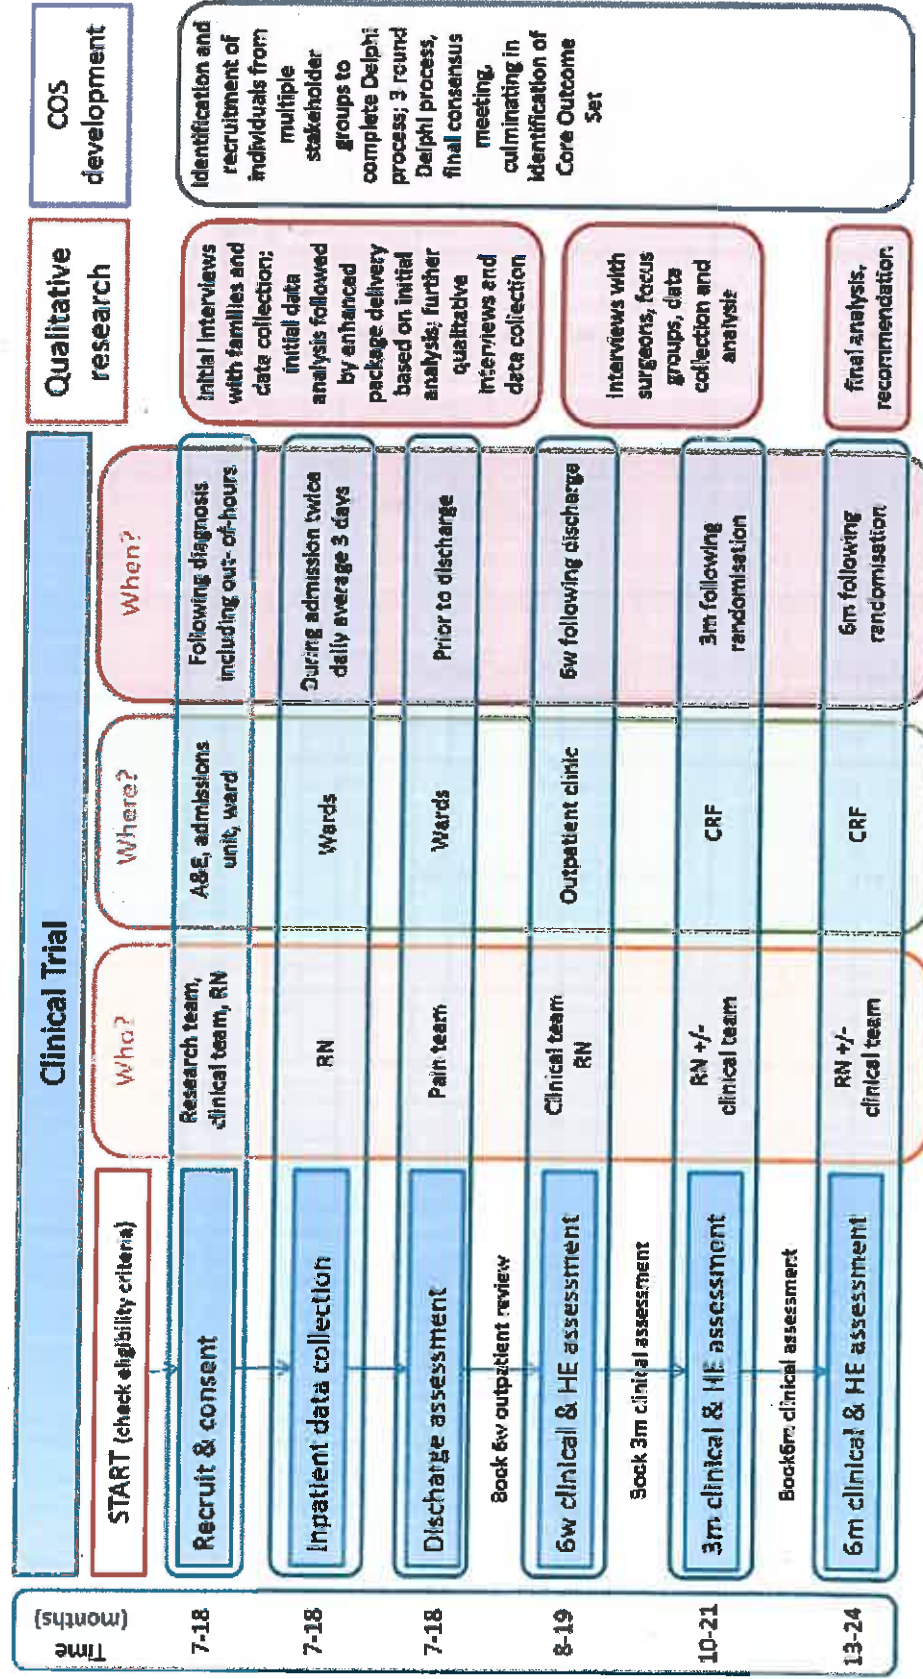 Time
(months)
Clinical Trial
Qualitative
research
COS
development
START (check eligibility criteria)
Who?
Where?
When?
7-18
Recruit & consent
Research team,
clinical team, RN
A&E, admissions
unit, ward
Following diagnosis
including out- of-hours
7-18
Inpatient data collection
RN
Wards
During admission twice
daily average 3 days
7-18
Discharge assessment
Pain team
Wards
Prior to discharge
Book 6w outpatient review
8-19
6w clinical & HE assessment
Clinical team
RN
Outpatient clinic
6w following discharge
Book 3m clinical assessment
10-21
3m clinical & HE assessment
RN +/-
clinical team
CRF
3m following
randomisation
Book6m clinical assessment
13-24
6m clinical & HE assessment
RN +/-
clinical team
CRF
6m following
randomisation
Initial interviews
with families and
data collection;
initial data
analysis followed
by enhanced
package delivery
based on initial
analysis; further
qualitative
interviews and
data collection
Interviews with
surgeons, focus
groups, data
collection and
analysis
final analysis,
recommendation
Identification and
recruitment of
individuals from
multiple
stakeholder
groups to
complete Delphi
process; 3 round
Delphi process,
final consensus
meeting,
culminating in
identification of
Core Outcome
Set